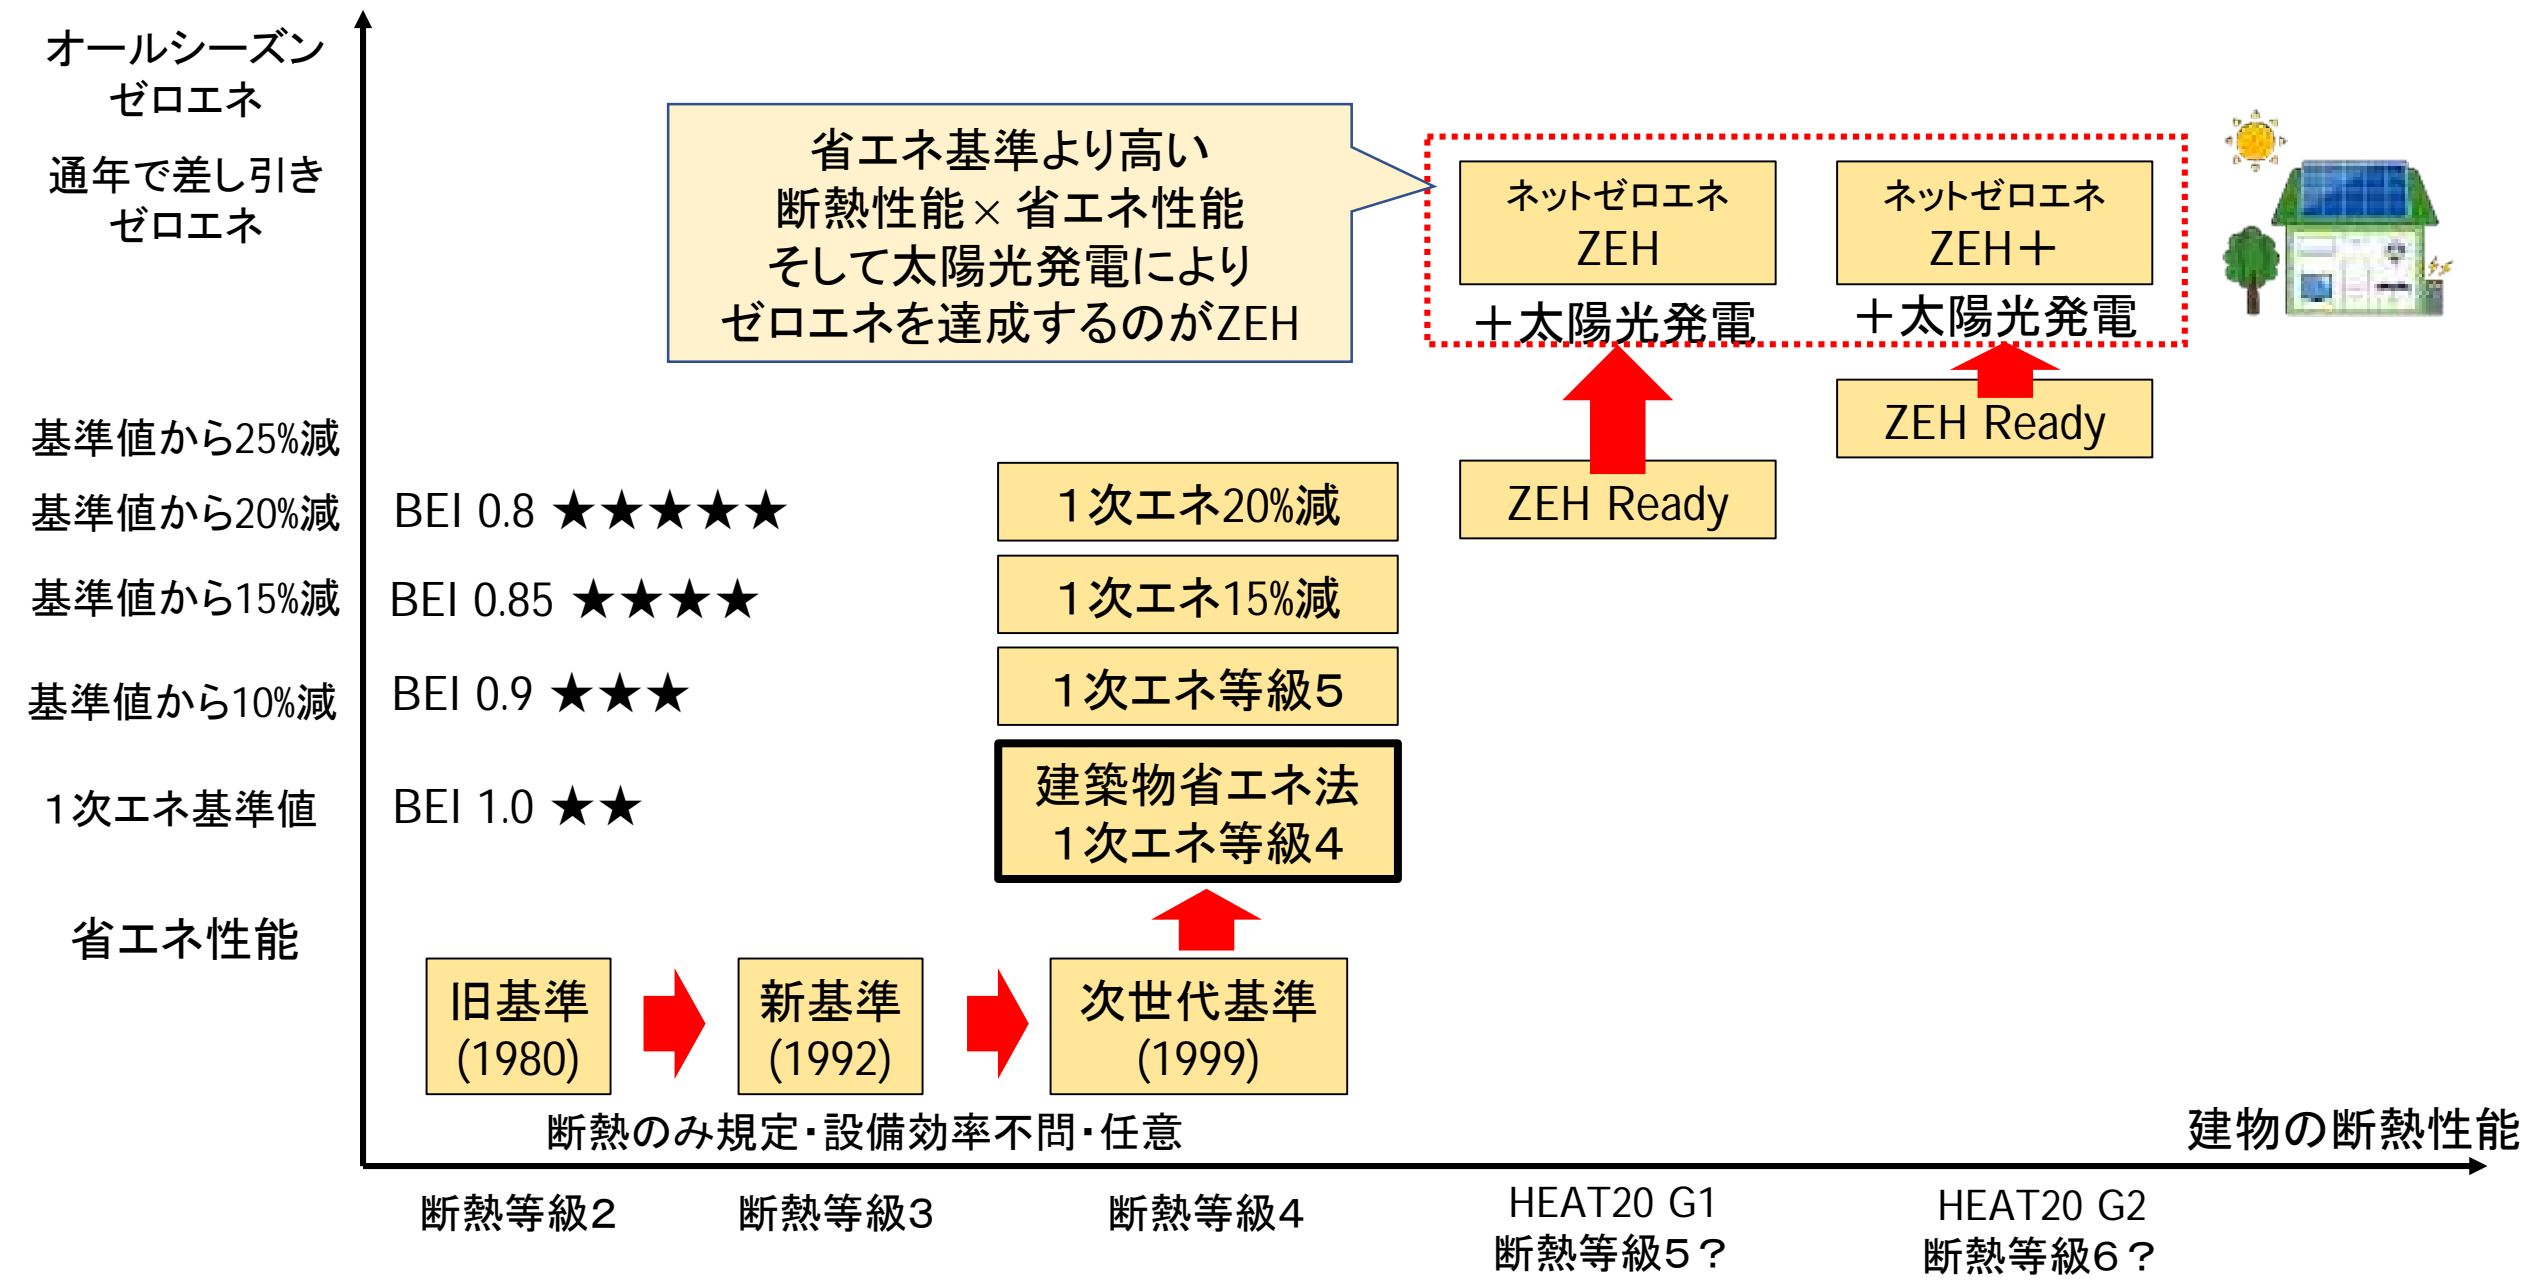 オールシーズン
ゼロエネ
通年で差し引き
ゼロエネ
省エネ基準より高い
断熱性能×省エネ性能
そして太陽光発電により
ゼロエネを達成するのがZEH
ネットゼロエネ
ZEH
＋太陽光発電
ネットゼロエネ
ZEH＋
＋太陽光発電
ZEH Ready
ZEH Ready
基準値から25%減
基準値から20%減
BEI 0.8 ★★★★★
１次エネ20%減
基準値から15%減
BEI 0.85 ★★★★
１次エネ15%減
基準値から10%減
BEI 0.9 ★★★
１次エネ等級５
１次エネ基準値
BEI 1.0 ★★
建築物省エネ法
１次エネ等級４
省エネ性能
旧基準
(1980)
新基準
(1992)
次世代基準
(1999)
断熱のみ規定・設備効率不問・任意
建物の断熱性能
断熱等級２
断熱等級３
断熱等級４
HEAT20 G1
断熱等級５？
HEAT20 G2
断熱等級６？